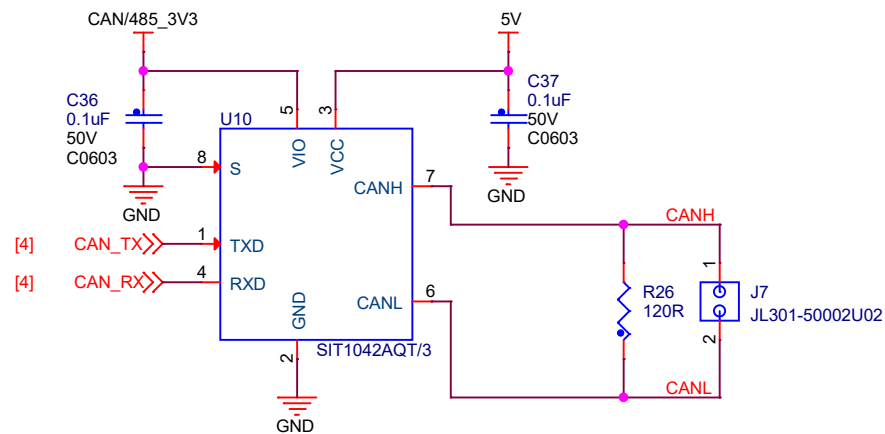 CAN/485_3V3
5V
C36
0.1uF
50V
C0603
C37
0.1uF
50V
C0603
U10
5
3
VIO
VCC
8
S
GND
GND
CANH
7
CANH
[4]
CAN_TX
1
TXD
[4]
CAN_RX
4
RXD
GND
CANL
6
R26
120R
1
J7
JL301-50002U02
2
2
SIT1042AQT/3
CANL
GND